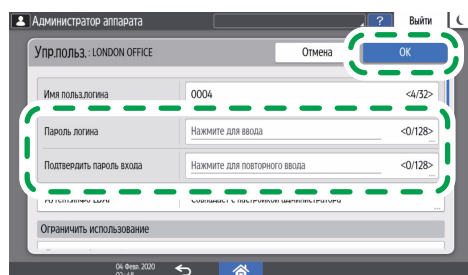 Администратор аппарата ? Выйти
Упр.польз. : LONDON OFFICE Отмена OK
Имя польз.логина 0004 <4/32>
Пароль логина Нажмите для ввода <0/128>
...
Подтвердить пароль входа Нажмите для повторного ввода <0/128>
...
Совпадает с настройкой администратора
...
Ограничить использование
04 Февр. 2020